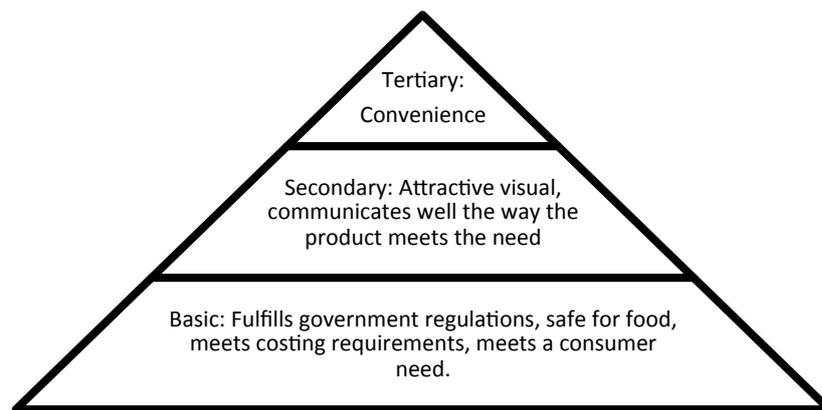 Tertiary:
Convenience
Secondary: Attractive visual,
communicates well the way the
product meets the need
Basic: Fulfills government regulations, safe for food,
meets costing requirements, meets a consumer
need.